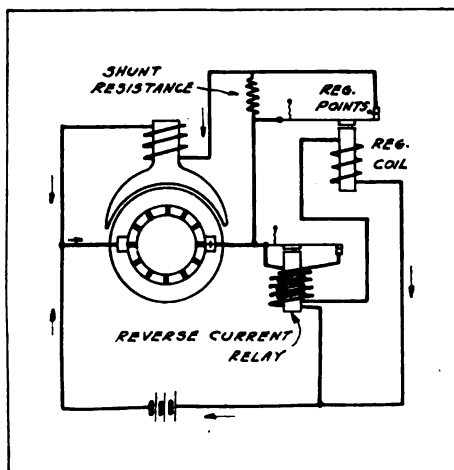 SHUNT
RESISTANCE
REG.
POINTS
REG.
COIL
REVERSE CURRENT
RELAY